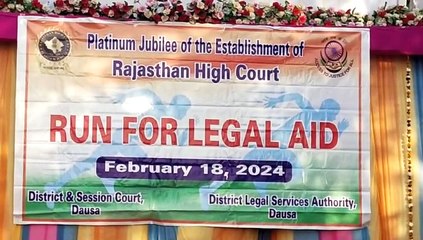 Platinum Jubilee of the Establishment of
Rajasthan High Court
RUN FOR LEGAL AID
February 18, 2024
District & Session Court,
Dausa
District Legal Services Authority,
Dausa